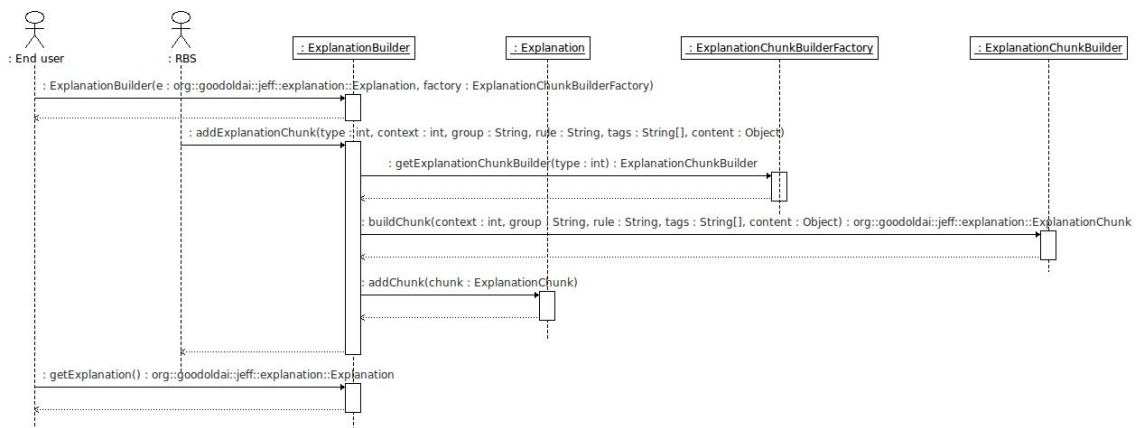 : End user
: RBS
: ExplanationBuilder
: Explanation
: ExplanationChunkBuilderFactory
: ExplanationChunkBuilder
: ExplanationBuilder(e : org::goodoldai::jeff::explanation::Explanation, factory : ExplanationChunkBuilderFactory)
: addExplanationChunk(type : int, context : int, group : String, rule : String, tags : String[], content : Object)
: getExplanationChunkBuilder(type : int) : ExplanationChunkBuilder
: buildChunk(context : int, group : String, rule : String, tags : String[], content : Object) : org::goodoldai::jeff::explanation::ExplanationChunk
: addChunk(chunk : ExplanationChunk)
: getExplanation() : org::goodoldai::jeff::explanation::Explanation